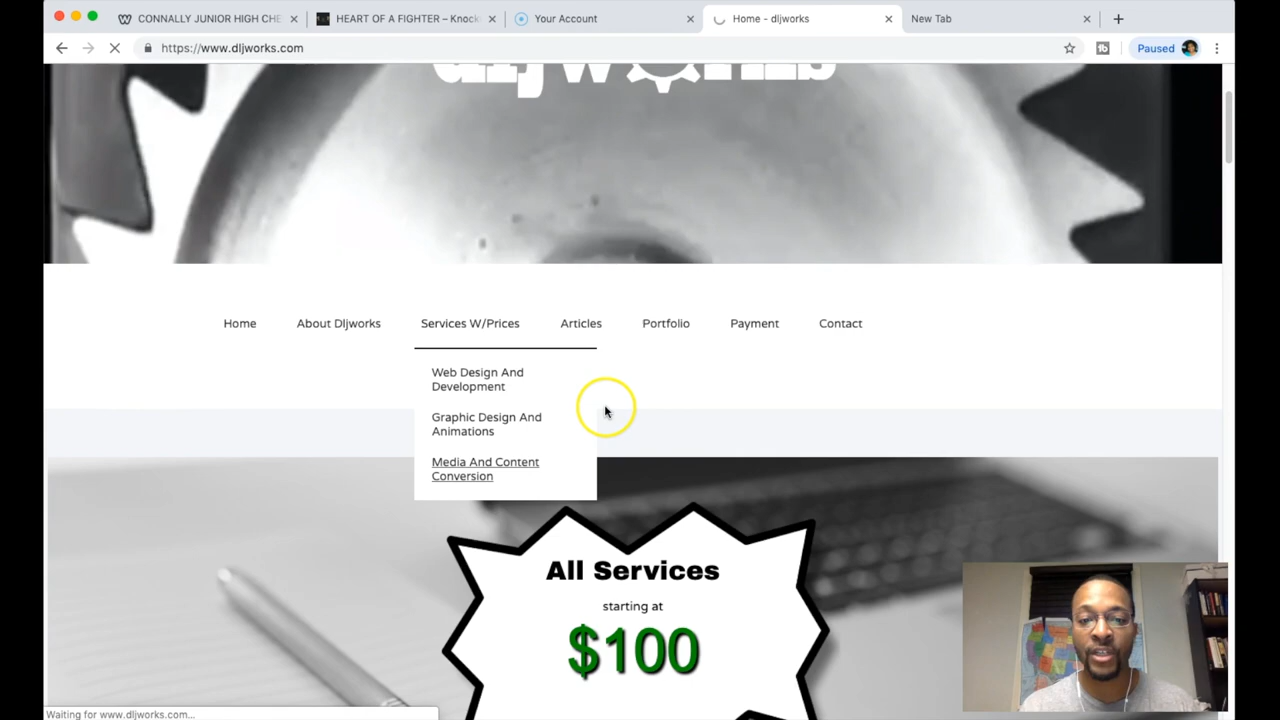 CONNALLY JUNIOR HIGH CHE
HEART OF A FIGHTER – Knock
Your Account
Home - dljworks
New Tab
https://www.dljworks.com
Paused
dljworks
Home
About Dljworks
Services W/Prices
Articles
Portfolio
Payment
Contact
Web Design And
Development
Graphic Design And
Animations
Media And Content
Conversion
All Services
starting at
$100
Waiting for www.dljworks.com...